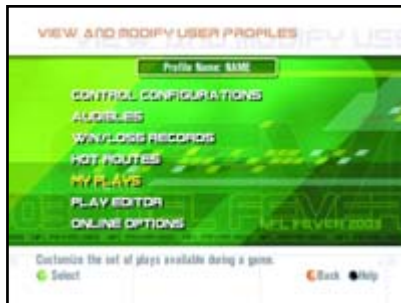 VIEW AND MODIFY USER PROFILES
Profile Name: NAME
CONTROL CONFIGURATIONS
AUDIBLES
WIN/LOSS RECORDS
HOT ROUTES
MY PLAYS
PLAY EDITOR
ONLINE OPTIONS
NFL FEVER 2003
Customize the set of plays available during a game.
Select
Back
Help